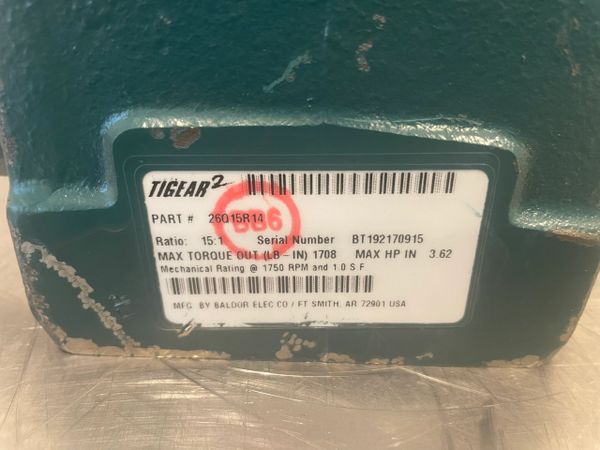 TIGEAR2
PART # 26Q15R14
BB6
Ratio: 15:1 Serial Number BT192170915
MAX TORQUE OUT (LB - IN) 1708 MAX HP IN 3.62
Mechanical Rating @ 1750 RPM and 1.0 S F
MFG. BY BALDOR ELEC CO / FT SMITH, AR 72901 USA